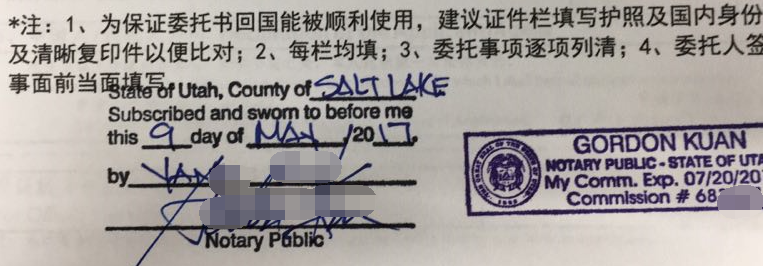 *注：1、为保证委托书回国能被顺利使用，建议证件栏填写护照及国内身份
及清晰复印件以便比对；2、每栏均填；3、委托事项逐项列清；4、委托人签
事面前当面填写
State of Utah, County of SALT LAKE
Subscribed and sworn to before me
this 9 day of MAY, 2017.
by
Notary Public
GORDON KUAN
NOTARY PUBLIC - STATE OF UTA
My Comm. Exp. 07/20/20
Commission # 68